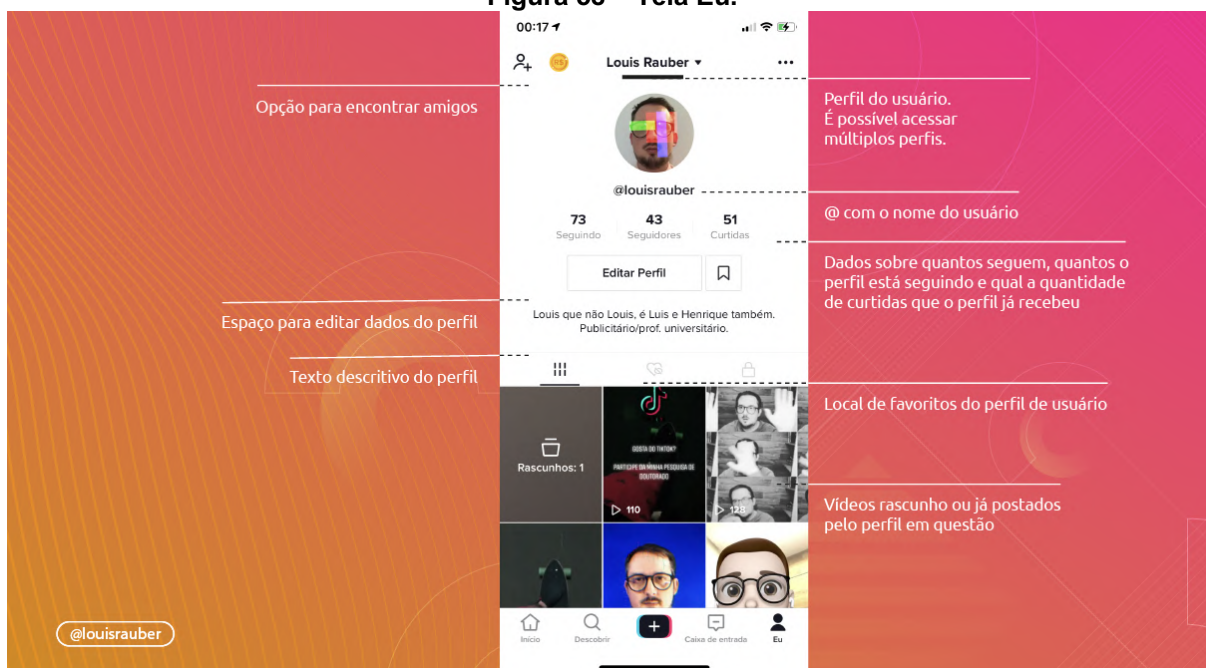 Figura – Tela Eu.
00:17
Louis Rauber
Opção para encontrar amigos
Perfil do usuário.
É possível acessar
múltiplos perfis.
@louisrauber
@ com o nome do usuário
73 43 51
Seguindo Seguidores Curtidas
Dados sobre quantos seguem, quantos o
perfil está seguindo e qual a quantidade
de curtidas que o perfil já recebeu
Editar Perfil
Espaço para editar dados do perfil
Louis que não Louis, é Luis e Henrique também.
Publicitário/prof. universitário.
Texto descritivo do perfil
Local de favoritos do perfil de usuário
Rascunhos: 1
GOSTA DO TIKTOK?
PARTICIPE DA MINHA PESQUISA DE
DOUTORADO
110
Vídeos rascunho ou já postados
pelo perfil em questão
@louisrauber
Início Descobrir Caixa de entrada Eu